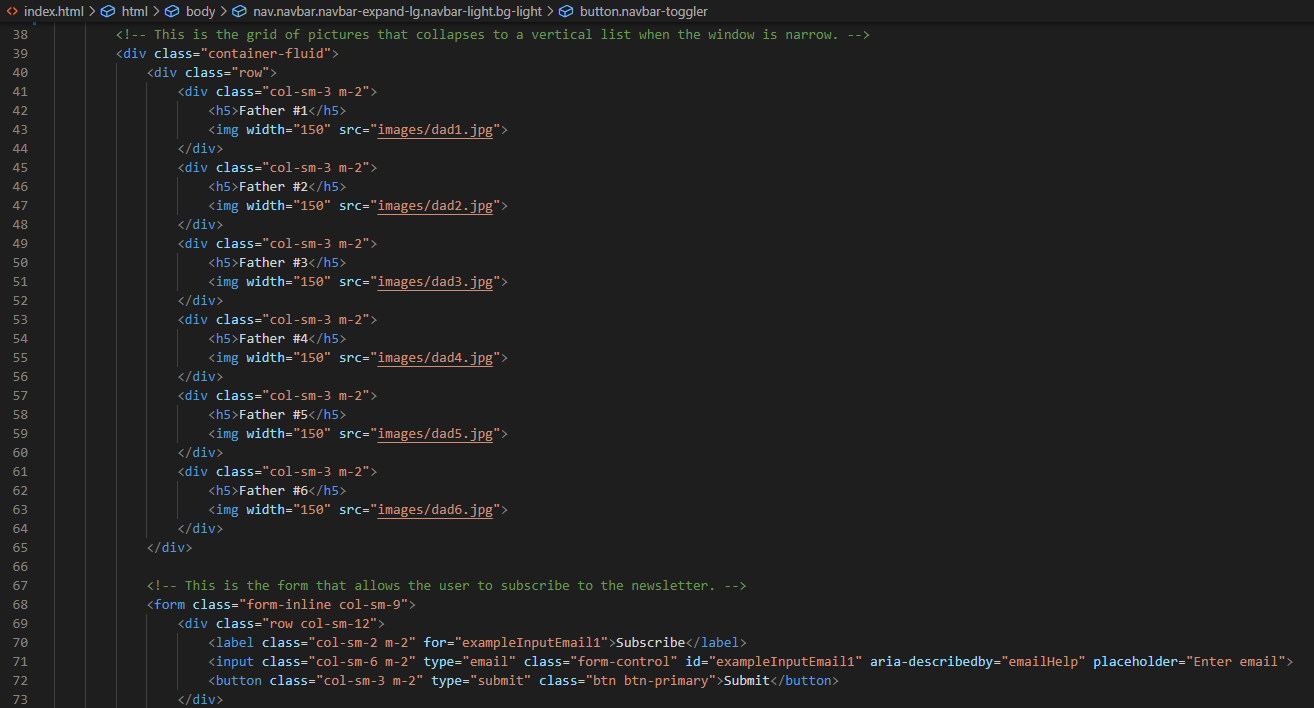 index.html > html > body > nav.navbar.navbar-expand-lg.navbar-light.bg-light > button.navbar-toggler
38 <!-- This is the grid of pictures that collapses to a vertical list when the window is narrow. -->
39 <div class="container-fluid">
40 <div class="row">
41 <div class="col-sm-3 m-2">
42 <h5>Father #1</h5>
43 <img width="150" src="images/dad1.jpg">
44 </div>
45 <div class="col-sm-3 m-2">
46 <h5>Father #2</h5>
47 <img width="150" src="images/dad2.jpg">
48 </div>
49 <div class="col-sm-3 m-2">
50 <h5>Father #3</h5>
51 <img width="150" src="images/dad3.jpg">
52 </div>
53 <div class="col-sm-3 m-2">
54 <h5>Father #4</h5>
55 <img width="150" src="images/dad4.jpg">
56 </div>
57 <div class="col-sm-3 m-2">
58 <h5>Father #5</h5>
59 <img width="150" src="images/dad5.jpg">
60 </div>
61 <div class="col-sm-3 m-2">
62 <h5>Father #6</h5>
63 <img width="150" src="images/dad6.jpg">
64 </div>
65 </div>
66
67 <!-- This is the form that allows the user to subscribe to the newsletter. -->
68 <form class="form-inline col-sm-9">
69 <div class="row col-sm-12">
70 <label class="col-sm-2 m-2" for="exampleInputEmail1">Subscribe</label>
71 <input class="col-sm-6 m-2" type="email" class="form-control" id="exampleInputEmail1" aria-describedby="emailHelp" placeholder="Enter email">
72 <button class="col-sm-3 m-2" type="submit" class="btn btn-primary">Submit</button>
73 </div>